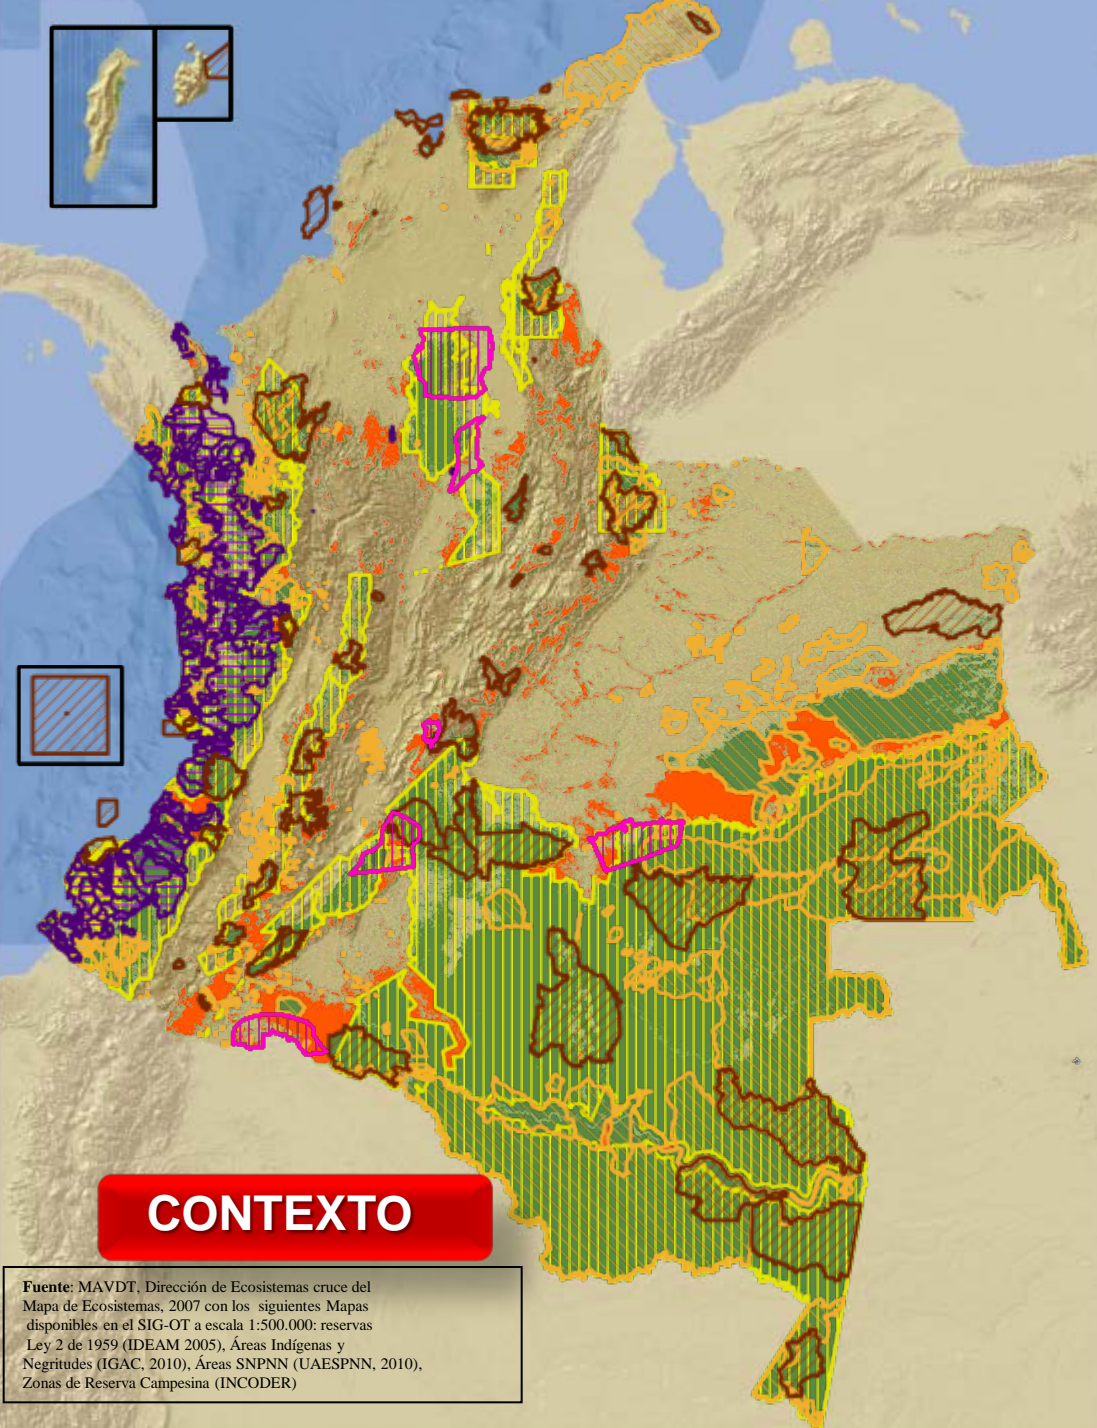 CONTEXTO
Fuente: MAVDT, Dirección de Ecosistemas cruce del
Mapa de Ecosistemas, 2007 con los siguientes Mapas
disponibles en el SIG-OT a escala 1:500.000: reservas
Ley 2 de 1959 (IDEAM 2005), Áreas Indígenas y
Negritudes (IGAC, 2010), Áreas SNPNN (UAESPNN, 2010),
Zonas de Reserva Campesina (INCODER)